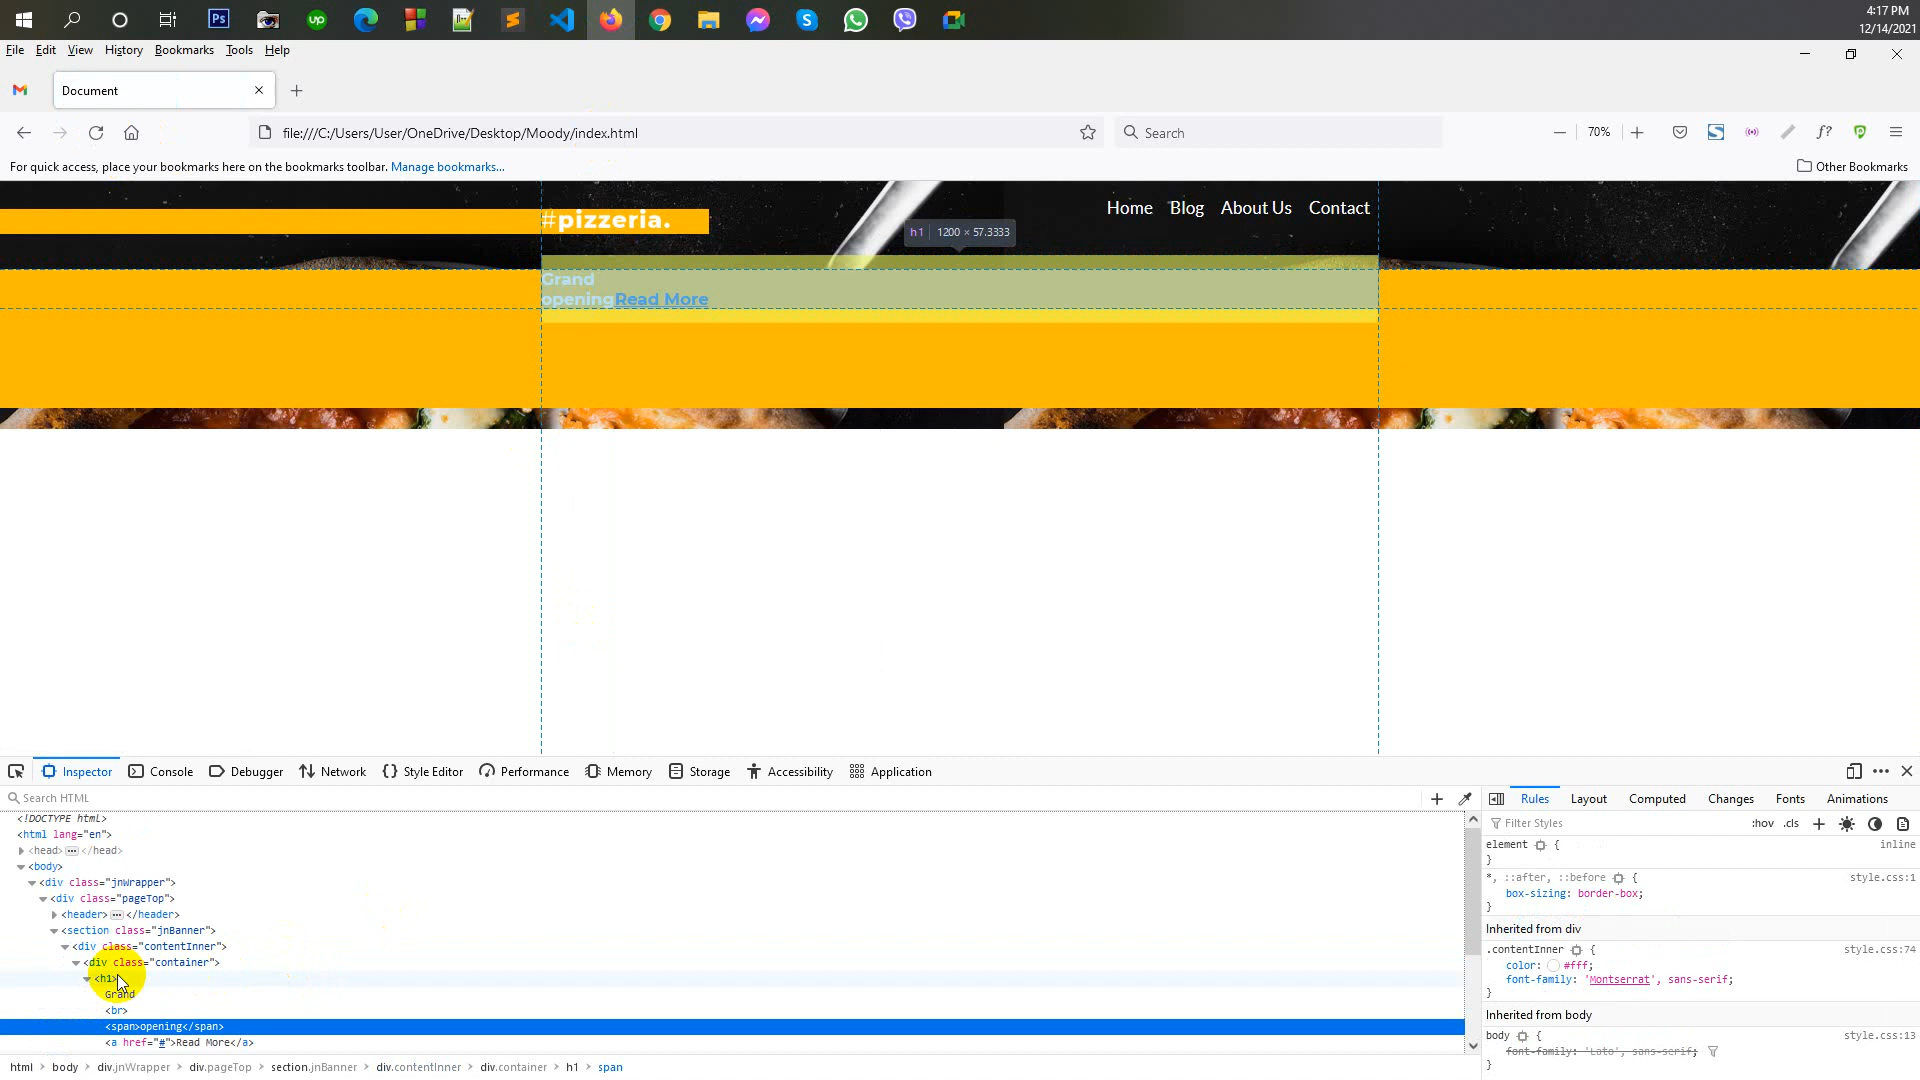 4:17 PM
12/14/2021
File Edit View History Bookmarks Tools Help
Document
file:///C:/Users/User/OneDrive/Desktop/Moody/index.html
Search
70%
For quick access, place your bookmarks here on the bookmarks toolbar. Manage bookmarks...
Other Bookmarks
#pizzeria.
Home Blog About Us Contact
h1 1200 × 57.3333
Grand
openingRead More
Inspector Console Debugger Network Style Editor Performance Memory Storage Accessibility Application
Search HTML
<!DOCTYPE html>
<html lang="en">
<head> ••• </head>
<body>
<div class="jnWrapper">
<div class="pageTop">
<header> ••• </header>
<section class="jnBanner">
<div class="contentInner">
<div class="container">
<h1>
Grand
<br>
<span>opening</span>
<a href="#">Read More</a>
html > body > div.jnWrapper > div.pageTop > section.jnBanner > div.contentInner > div.container > h1 > span
Rules Layout Computed Changes Fonts Animations
Filter Styles :hov .cls
element { inline
}
*, ::after, ::before { style.css:1
box-sizing: border-box;
}
Inherited from div
.contentInner { style.css:74
color: #fff;
font-family: 'Montserrat', sans-serif;
}
Inherited from body
body { style.css:13
font-family: 'Lato', sans-serif;
}